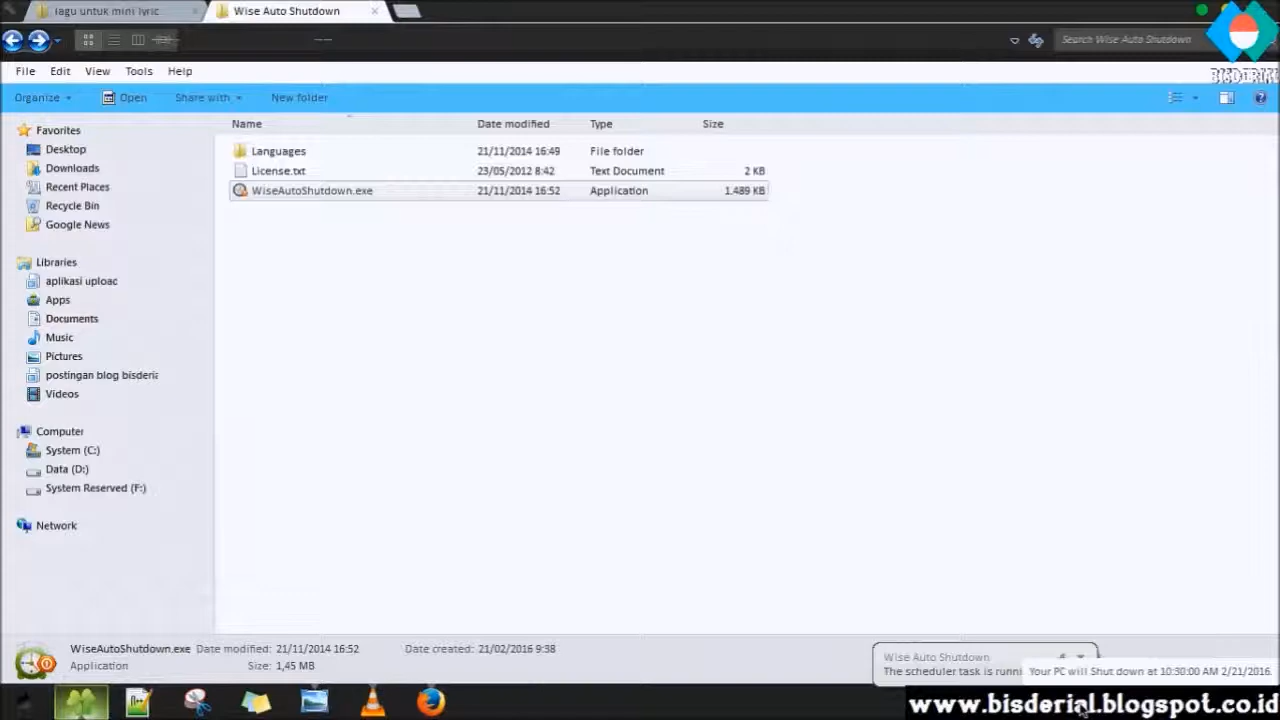 lagu untuk mini lyric
Wise Auto Shutdown
Search Wise Auto Shutdown
File Edit View Tools Help
Organize Open Share with New folder
Name Date modified Type Size
Languages 21/11/2014 16:49 File folder
License.txt 23/05/2012 8:42 Text Document 2 KB
WiseAutoShutdown.exe 21/11/2014 16:52 Application 1.489 KB
Favorites
Desktop
Downloads
Recent Places
Recycle Bin
Google News
Libraries
aplikasi uploac
Apps
Documents
Music
Pictures
postingan blog bisderia
Videos
Computer
System (C:)
Data (D:)
System Reserved (F:)
Network
WiseAutoShutdown.exe Date modified: 21/11/2014 16:52 Date created: 21/02/2016 9:38
Application Size: 1,45 MB
Wise Auto Shutdown
The scheduler task is runni
Your PC will Shut down at 10:30:00 AM 2/21/2016.
www.bisderial.blogspot.co.id